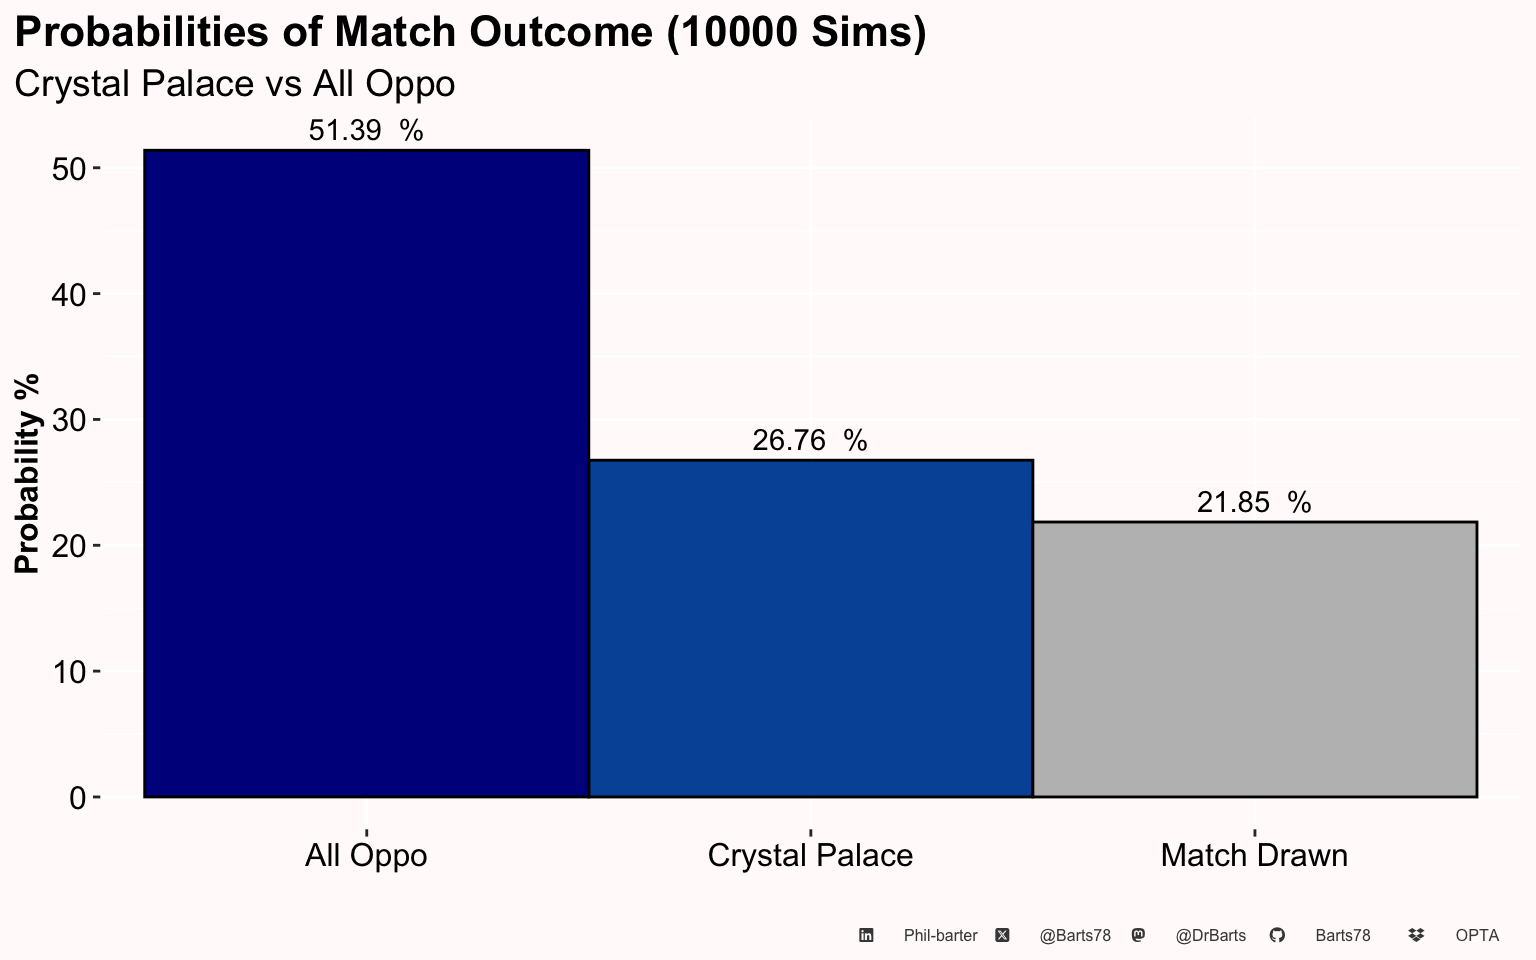 Probabilities of Match Outcome (10000 Sims)
Crystal Palace vs All Oppo
51.39 %
26.76 %
21.85 %
Probability %
50
40
30
20
10
0
All Oppo Crystal Palace Match Drawn
Phil-barter @Barts78 @DrBarts Barts78 OPTA